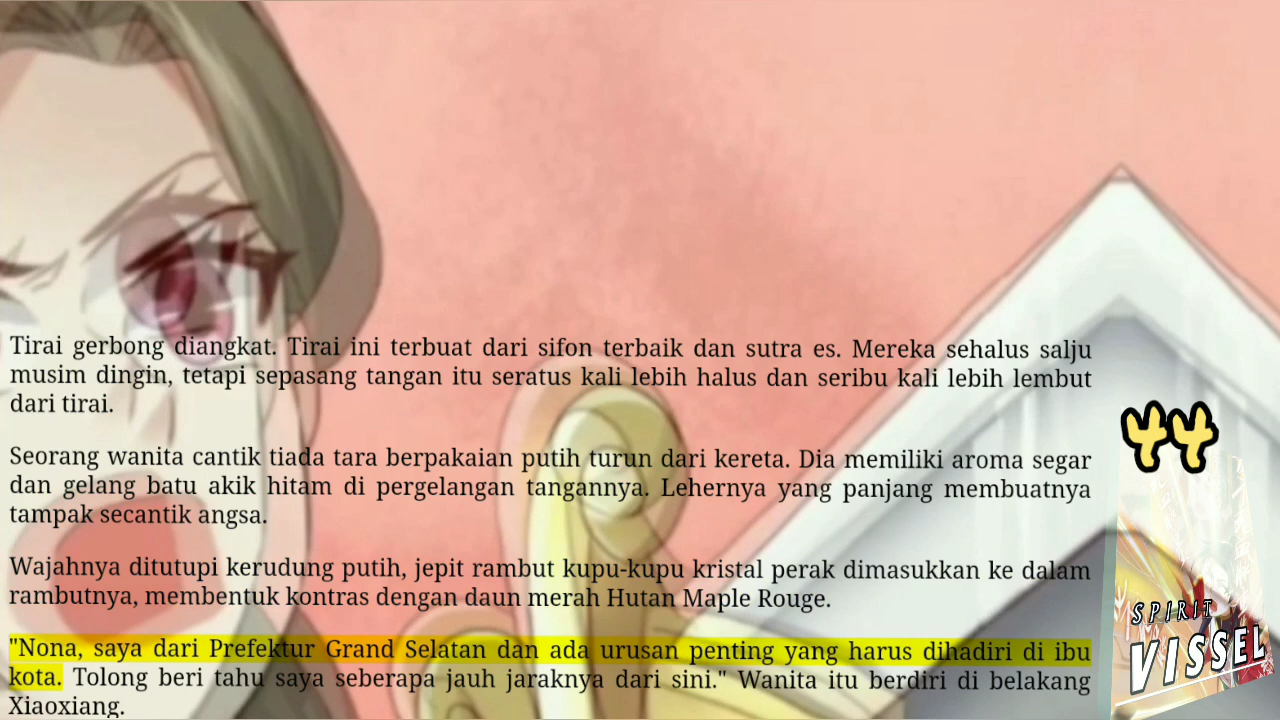 Tirai gerbong diangkat. Tirai ini terbuat dari sifon terbaik dan sutra es. Mereka sehalus salju
musim dingin, tetapi sepasang tangan itu seratus kali lebih halus dan seribu kali lebih lembut
dari tirai.
Seorang wanita cantik tiada tara berpakaian putih turun dari kereta. Dia memiliki aroma segar
dan gelang batu akik hitam di pergelangan tangannya. Lehernya yang panjang membuatnya
tampak secantik angsa.
Wajahnya ditutupi kerudung putih, jepit rambut kupu-kupu kristal perak dimasukkan ke dalam
rambutnya, membentuk kontras dengan daun merah Hutan Maple Rouge.
"Nona, saya dari Prefektur Grand Selatan dan ada urusan penting yang harus dihadiri di ibu
kota. Tolong beri tahu saya seberapa jauh jaraknya dari sini." Wanita itu berdiri di belakang
Xiaoxiang.
44
SPIRIT
VISSEL